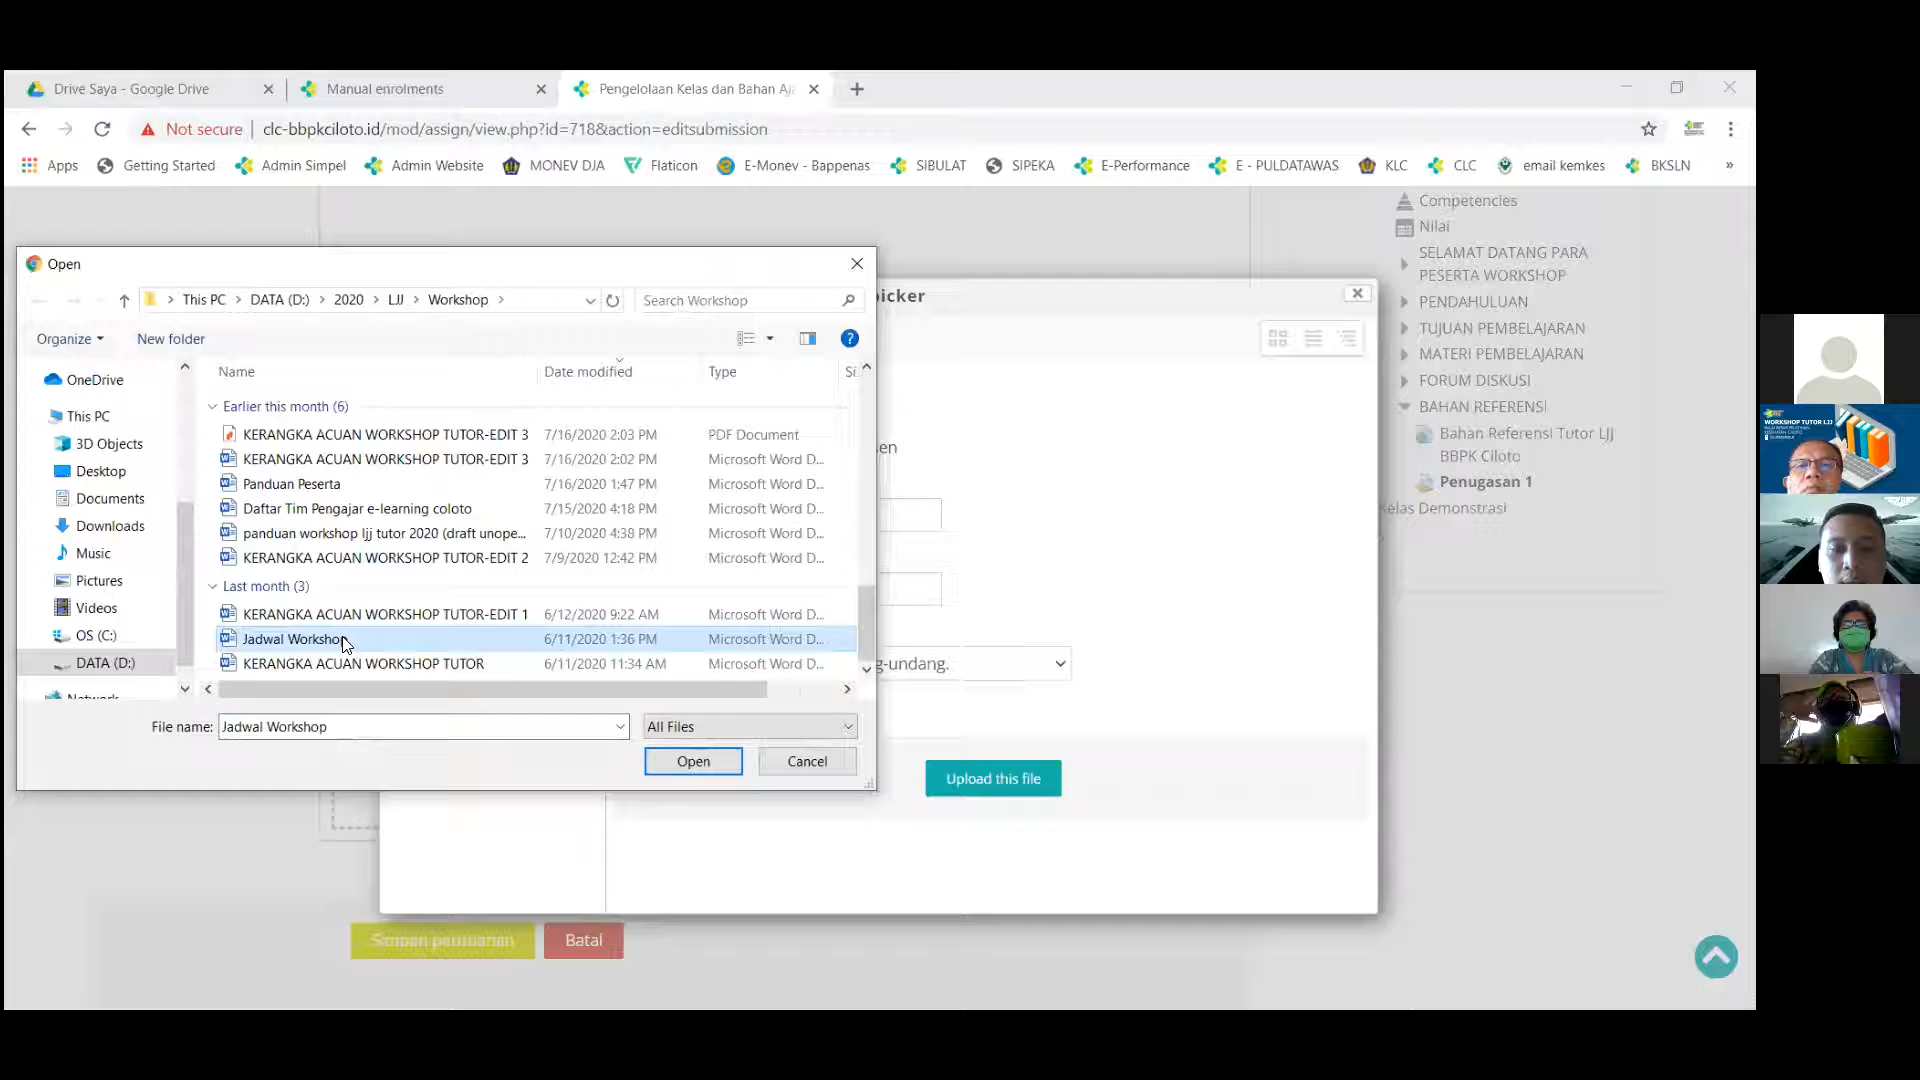 Drive Saya - Google Drive
Manual enrolments
Pengelolaan Kelas dan Bahan Aja
Not secure
clc-bbpkciloto.id/mod/assign/view.php?id=718&action=editsubmission
Apps
Getting Started
Admin Simpel
Admin Website
MONEV DJA
Flaticon
E-Monev - Bappenas
SIBULAT
SIPEKA
E-Performance
E - PULDATAWAS
KLC
CLC
email kemkes
BKSLN
»
Open
This PC > DATA (D:) > 2020 > LJJ > Workshop >
Search Workshop
Organize
New folder
OneDrive
This PC
3D Objects
Desktop
Documents
Downloads
Music
Pictures
Videos
OS (C:)
DATA (D:)
Network
Name Date modified Type Si
Earlier this month (6)
KERANGKA ACUAN WORKSHOP TUTOR-EDIT 3 7/16/2020 2:03 PM PDF Document
KERANGKA ACUAN WORKSHOP TUTOR-EDIT 3 7/16/2020 2:02 PM Microsoft Word D...
Panduan Peserta 7/16/2020 1:47 PM Microsoft Word D...
Daftar Tim Pengajar e-learning coloto 7/15/2020 4:18 PM Microsoft Word D...
panduan workshop ljj tutor 2020 (draft unope... 7/10/2020 4:38 PM Microsoft Word D...
KERANGKA ACUAN WORKSHOP TUTOR-EDIT 2 7/9/2020 12:42 PM Microsoft Word D...
Last month (3)
KERANGKA ACUAN WORKSHOP TUTOR-EDIT 1 6/12/2020 9:22 AM Microsoft Word D...
Jadwal Workshop 6/11/2020 1:36 PM Microsoft Word D...
KERANGKA ACUAN WORKSHOP TUTOR 6/11/2020 11:34 AM Microsoft Word D...
File name: Jadwal Workshop
All Files
Open
Cancel
picker
en
g-undang.
Upload this file
Simpan perubahan
Batal
Competencies
Nilai
SELAMAT DATANG PARA
PESERTA WORKSHOP
PENDAHULUAN
TUJUAN PEMBELAJARAN
MATERI PEMBELAJARAN
FORUM DISKUSI
BAHAN REFERENSI
Bahan Referensi Tutor LJJ
BBPK Ciloto
Penugasan 1
Kelas Demonstrasi
WORKSHOP TUTOR LJJ